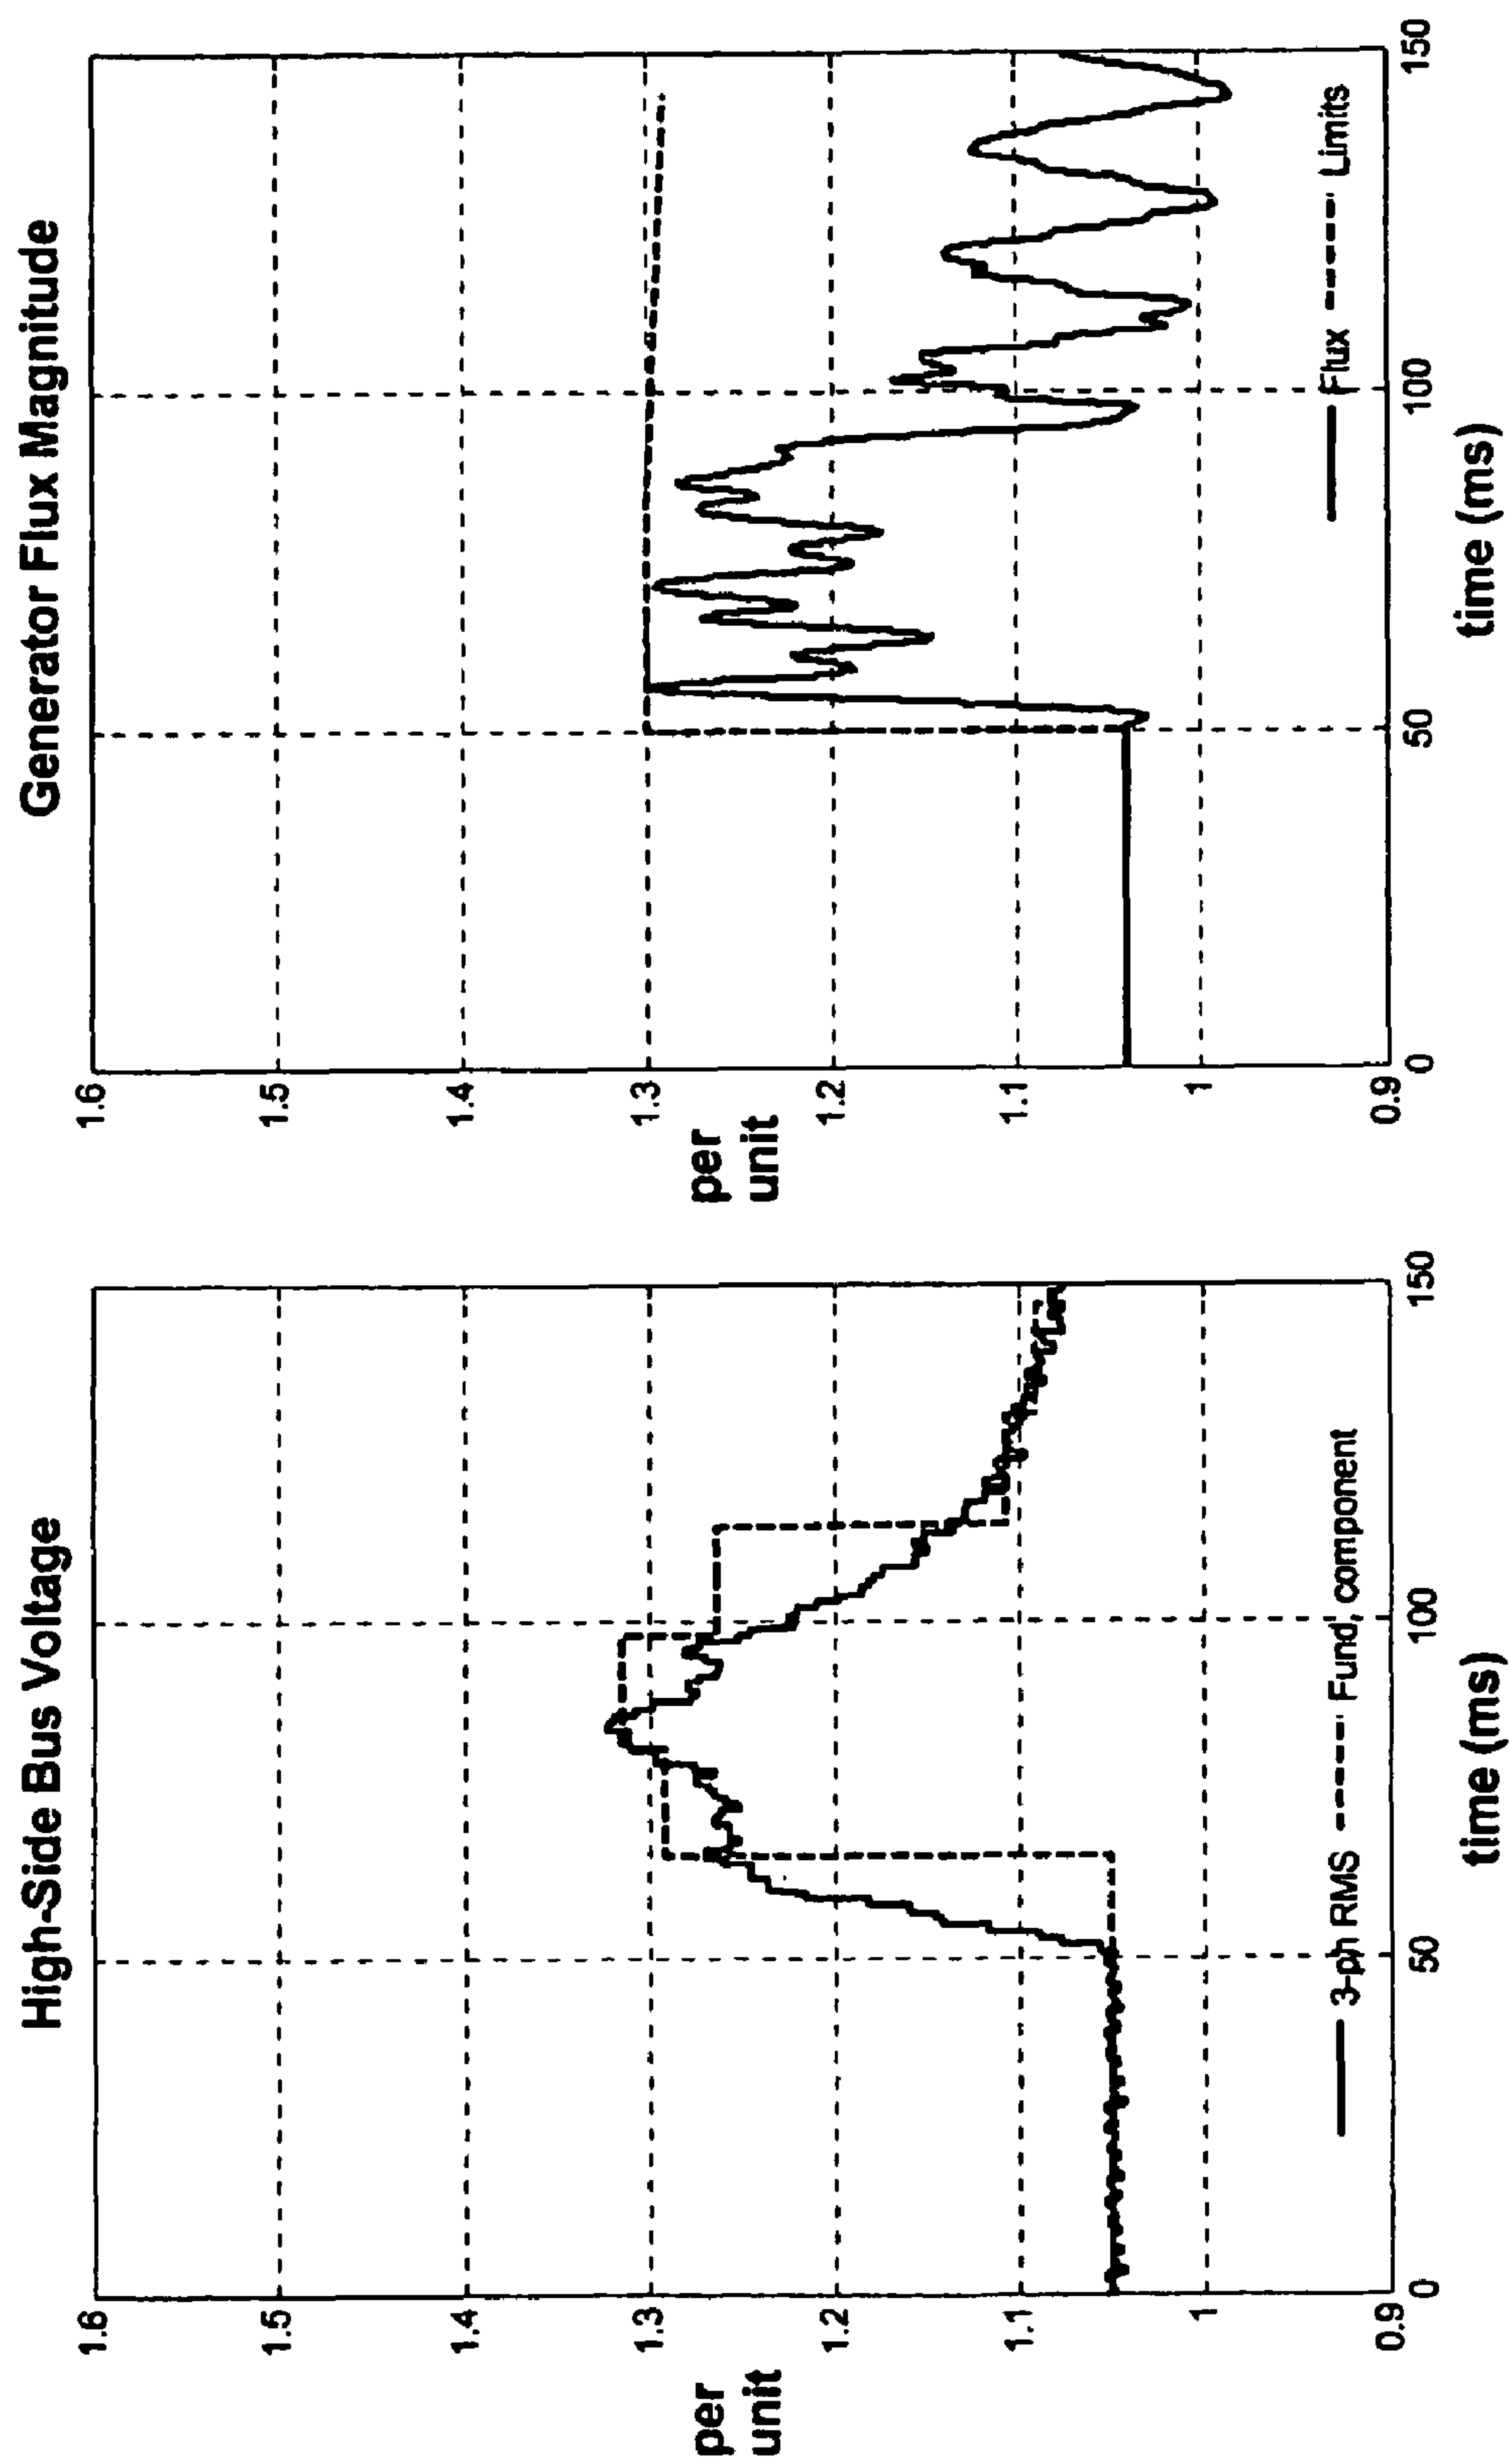 High-Side Bus Voltage
per
unit
1.6
1.5
1.4
1.3
1.2
1.1
1
0.9
0
50
100
150
time (ms)
3-ph RMS
Fund, component
Generator Flux Magnitude
per
unit
1.6
1.5
1.4
1.3
1.2
1.1
1
0.9
0
50
100
150
time (ms)
Flux
Limits